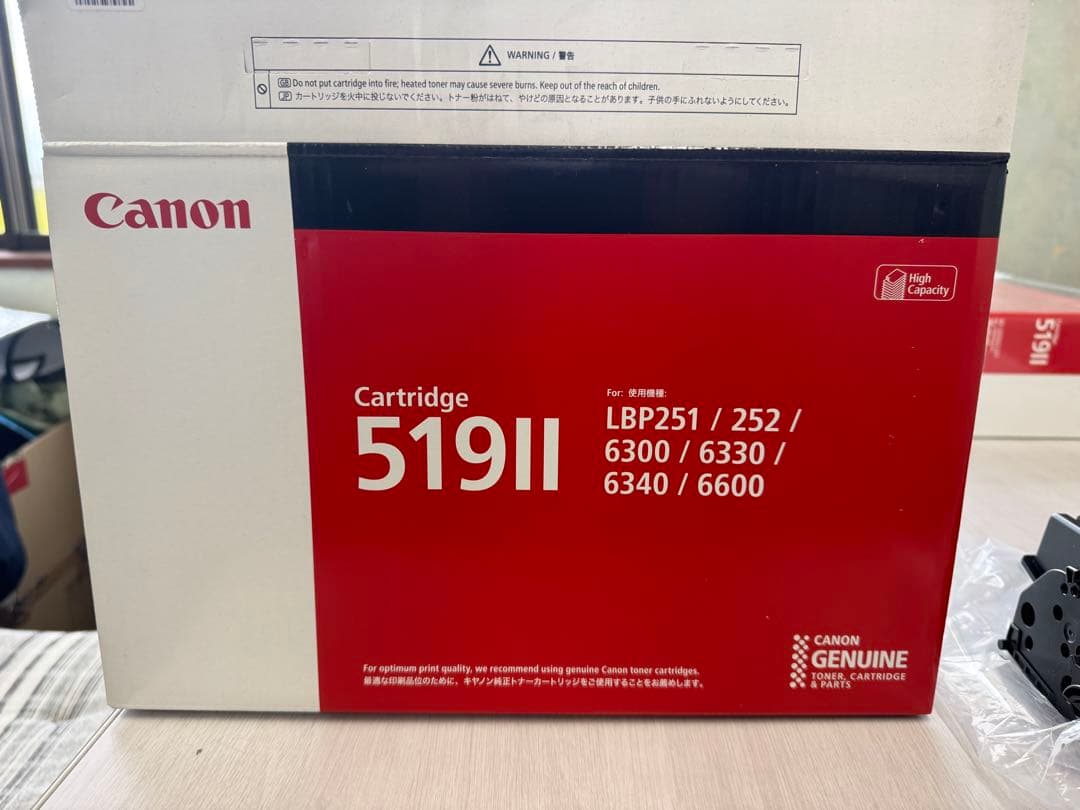 WARNING / 警告
GB Do not put cartridge into fire; heated toner may cause severe burns. Keep out of the reach of children.
JP カートリッジを火中に投じないでください。トナー粉がはねて、やけどの原因となることがあります。子供の手にふれないようにしてください。
Canon
High
Capacity
Cartridge
519II
For: 使用機種:
LBP251 / 252 /
6300 / 6330 /
6340 / 6600
519II
CANON
GENUINE
TONER, CARTRIDGE
& PARTS
For optimum print quality, we recommend using genuine Canon toner cartridges.
最適な印刷品位のために、キヤノン純正トナーカートリッジをご使用することをお薦めします。